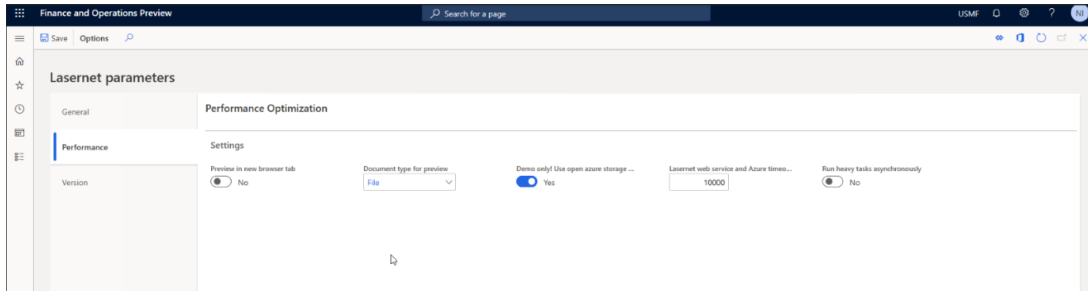 Finance and Operations Preview
Search for a page
USMF
?
NI
Save Options
Lasernet parameters
General
Performance
Version
Performance Optimization
Settings
Preview in new browser tab
No
Document type for preview
File
Demo only! Use open azure storage ...
Yes
Lasernet web service and Azure timeo...
10000
Run heavy tasks asynchronously
No